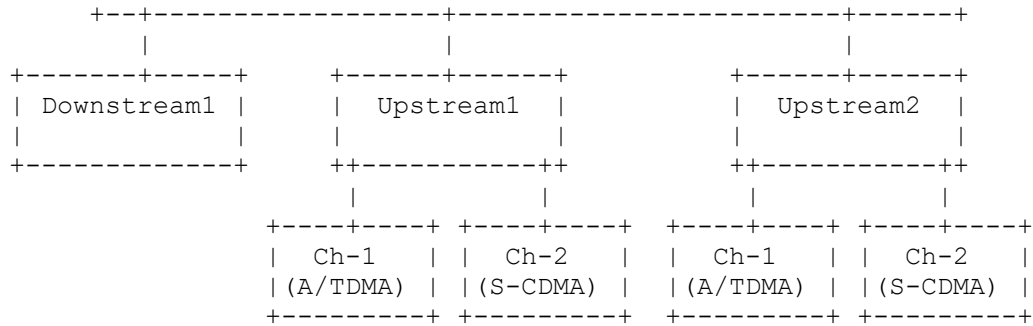 Downstream1 Upstream1 Upstream2
Ch-1 Ch-2 Ch-1 Ch-2
(A/TDMA) (S-CDMA) (A/TDMA) (S-CDMA)